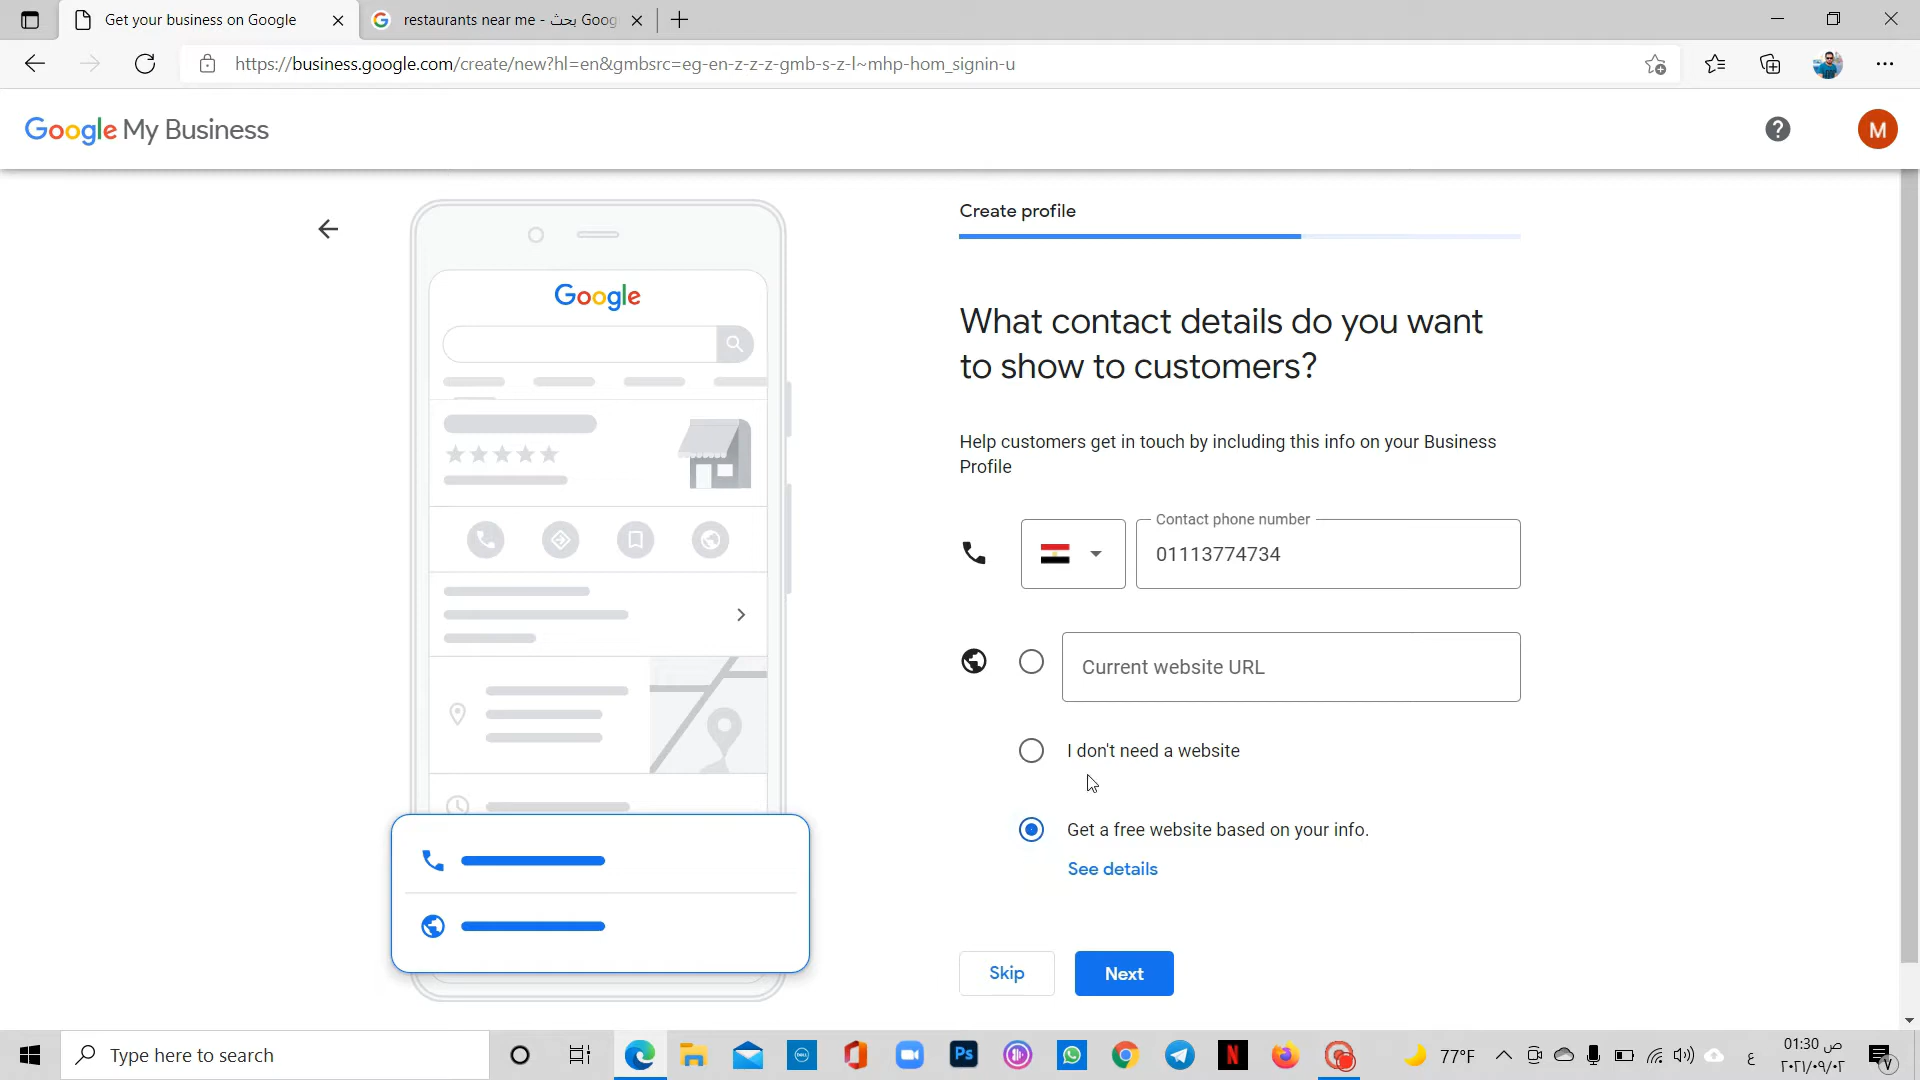 Get your business on Google
restaurants near me - بحث Goog
https://business.google.com/create/new?hl=en&gmbsrc=eg-en-z-z-z-gmb-s-z-l~mhp-hom_signin-u
Google My Business
M
Create profile
Google
What contact details do you want
to show to customers?
Help customers get in touch by including this info on your Business
Profile
Contact phone number
01113774734
Current website URL
I don't need a website
Get a free website based on your info.
See details
Skip
Next
Type here to search
DELL
Ps
N
77°F
ع
01:30 ص
٢٠٢١/٠٩/٠٢
V